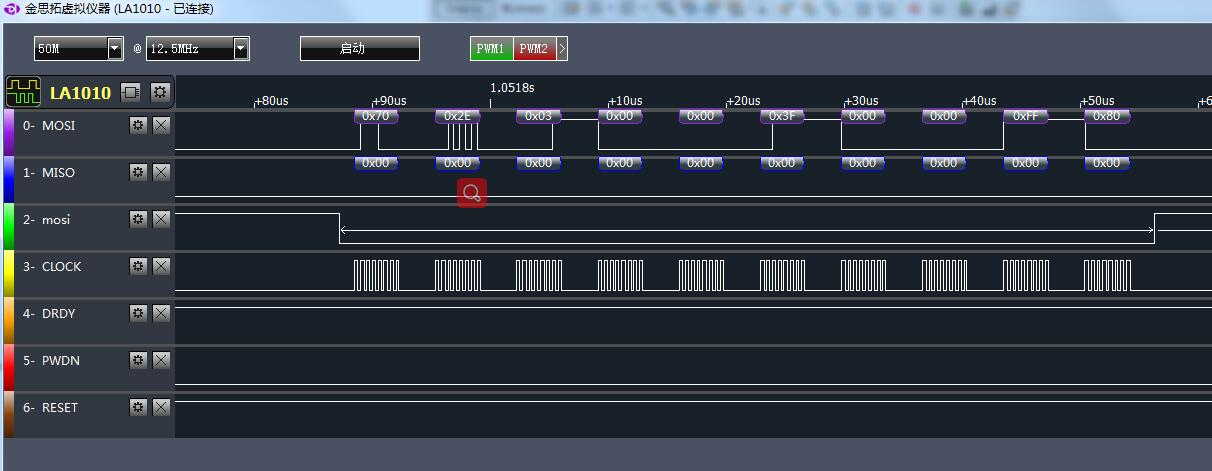 金思拓虚拟仪器 (LA1010 - 已连接)
50M @ 12.5MHz 启动 PWM1 PWM2 >
LA1010
1.0518s
+80us +90us +10us +20us +30us +40us +50us
0- MOSI 0x70 0x2E 0x03 0x00 0x00 0x3F 0x00 0x00 0xFF 0x80
1- MISO 0x00 0x00 0x03 0x00 0x00 0x00 0x00 0x00 0x00 0x00
2- mosi
3- CLOCK
4- DRDY
5- PWDN
6- RESET